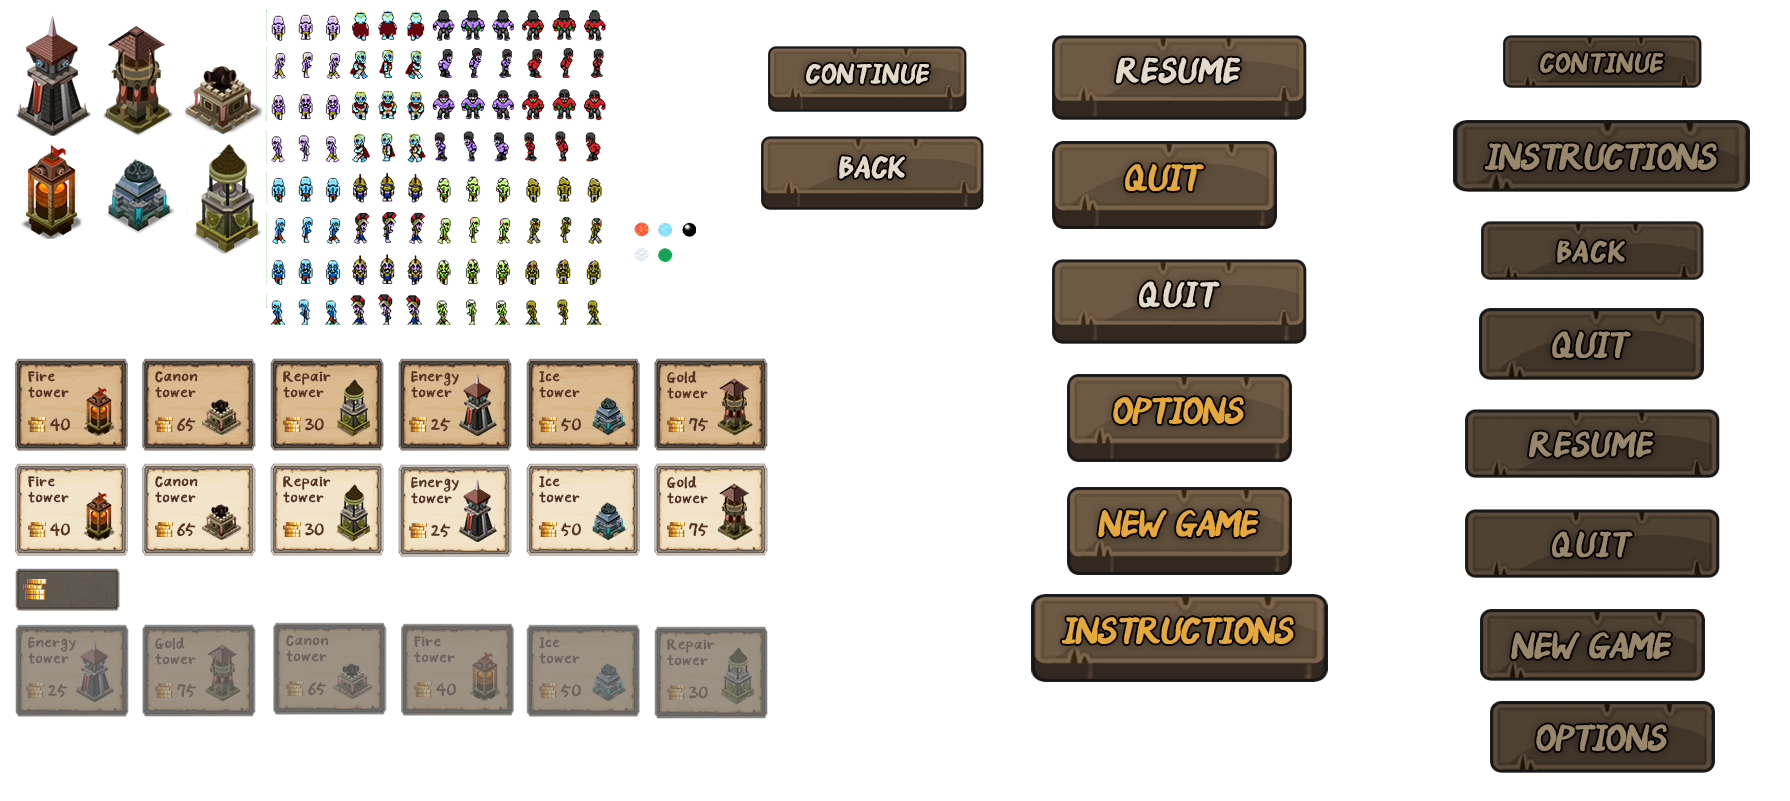 CONTINUE
BACK
RESUME
QUIT
QUIT
OPTIONS
NEW GAME
INSTRUCTIONS
CONTINUE
INSTRUCTIONS
BACK
QUIT
RESUME
QUIT
NEW GAME
OPTIONS
Fire
tower
40
Canon
tower
65
Repair
tower
30
Energy
tower
25
Ice
tower
50
Gold
tower
75
Fire
tower
40
Canon
tower
65
Repair
tower
30
Energy
tower
25
Ice
tower
50
Gold
tower
75
Energy
tower
25
Gold
tower
75
Canon
tower
65
Fire
tower
40
Ice
tower
50
Repair
tower
30